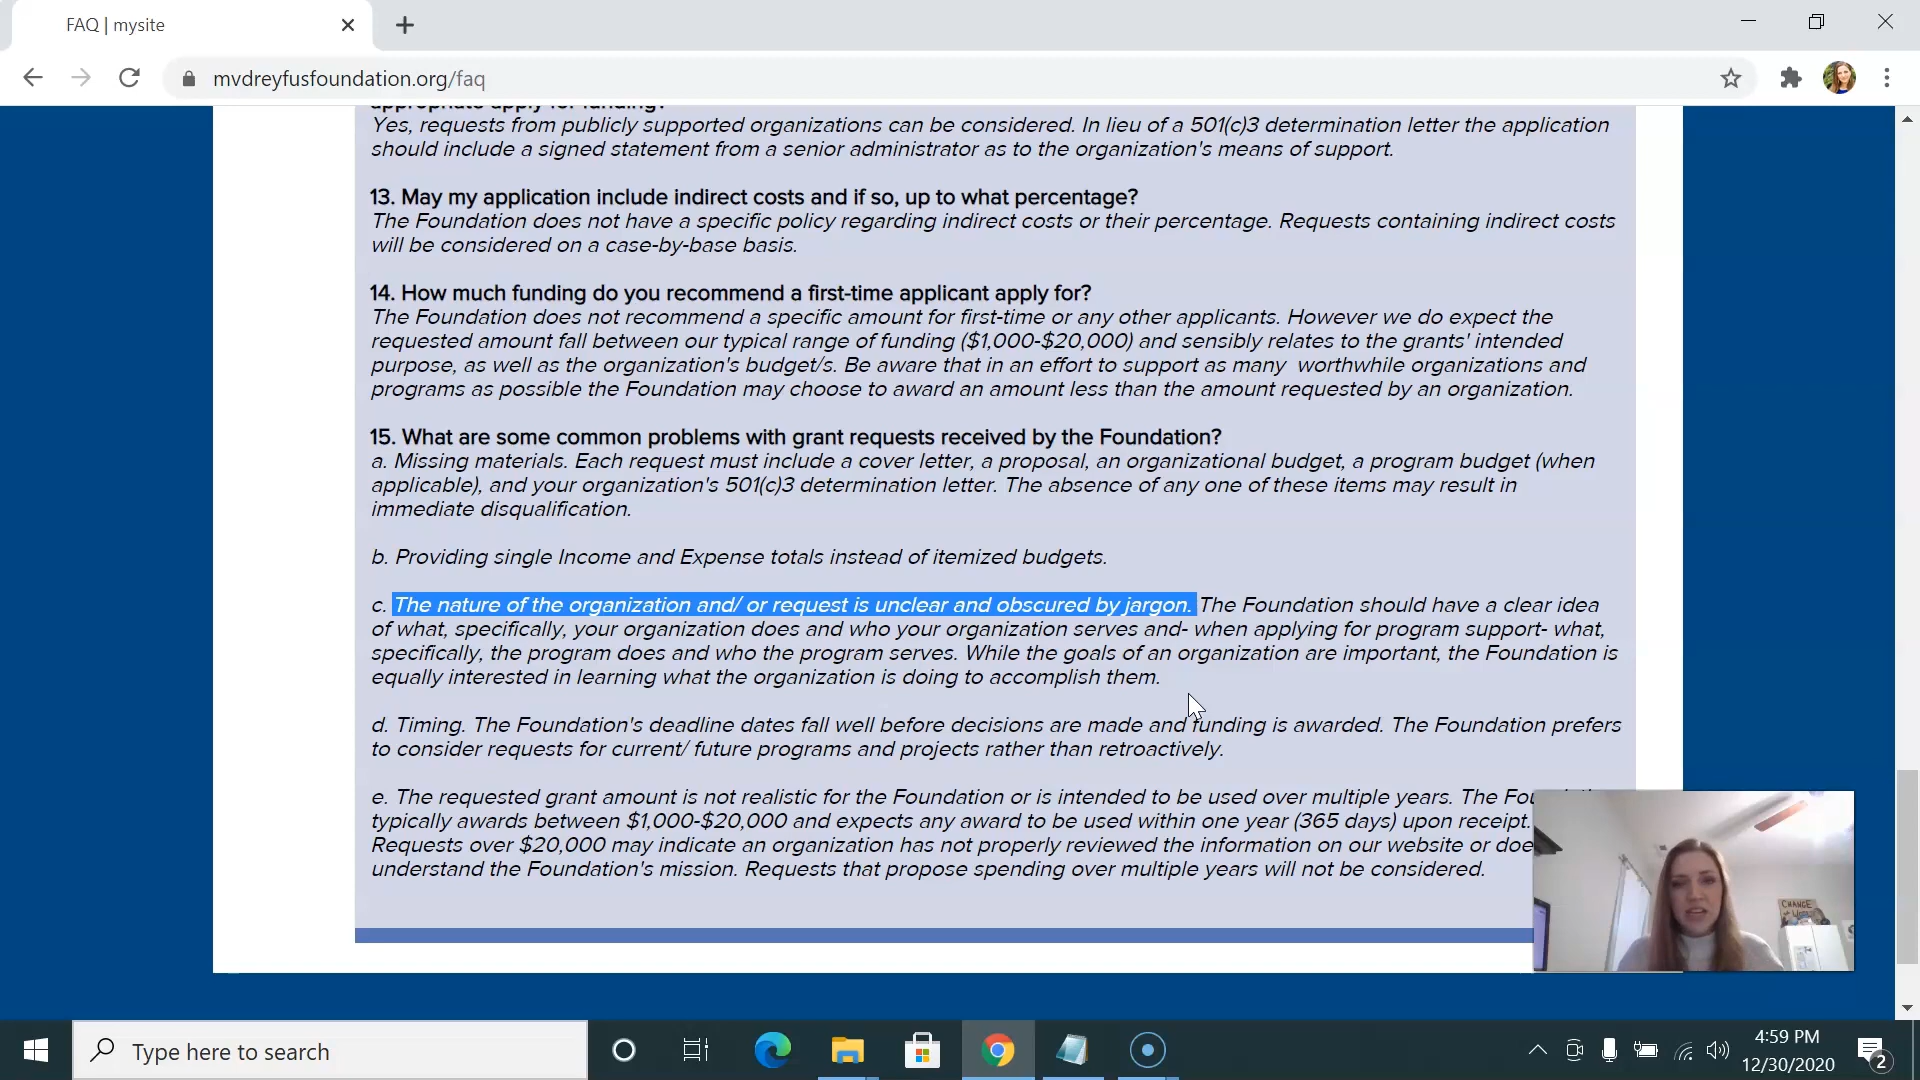 FAQ | mysite
mvdreyfusfoundation.org/faq
appropriate apply for funding?
Yes, requests from publicly supported organizations can be considered. In lieu of a 501(c)3 determination letter the application
should include a signed statement from a senior administrator as to the organization's means of support.
13. May my application include indirect costs and if so, up to what percentage?
The Foundation does not have a specific policy regarding indirect costs or their percentage. Requests containing indirect costs
will be considered on a case-by-base basis.
14. How much funding do you recommend a first-time applicant apply for?
The Foundation does not recommend a specific amount for first-time or any other applicants. However we do expect the
requested amount fall between our typical range of funding ($1,000-$20,000) and sensibly relates to the grants' intended
purpose, as well as the organization's budget/s. Be aware that in an effort to support as many worthwhile organizations and
programs as possible the Foundation may choose to award an amount less than the amount requested by an organization.
15. What are some common problems with grant requests received by the Foundation?
a. Missing materials. Each request must include a cover letter, a proposal, an organizational budget, a program budget (when
applicable), and your organization's 501(c)3 determination letter. The absence of any one of these items may result in
immediate disqualification.
b. Providing single Income and Expense totals instead of itemized budgets.
c. The nature of the organization and/ or request is unclear and obscured by jargon. The Foundation should have a clear idea
of what, specifically, your organization does and who your organization serves and- when applying for program support- what,
specifically, the program does and who the program serves. While the goals of an organization are important, the Foundation is
equally interested in learning what the organization is doing to accomplish them.
d. Timing. The Foundation's deadline dates fall well before decisions are made and funding is awarded. The Foundation prefers
to consider requests for current/ future programs and projects rather than retroactively.
e. The requested grant amount is not realistic for the Foundation or is intended to be used over multiple years. The
typically awards between $1,000-$20,000 and expects any award to be used within one year (365 days) upon receipt.
Requests over $20,000 may indicate an organization has not properly reviewed the information on our website or
understand the Foundation's mission. Requests that propose spending over multiple years will not be considered.
CHANGE
Type here to search
4:59 PM
12/30/2020
2